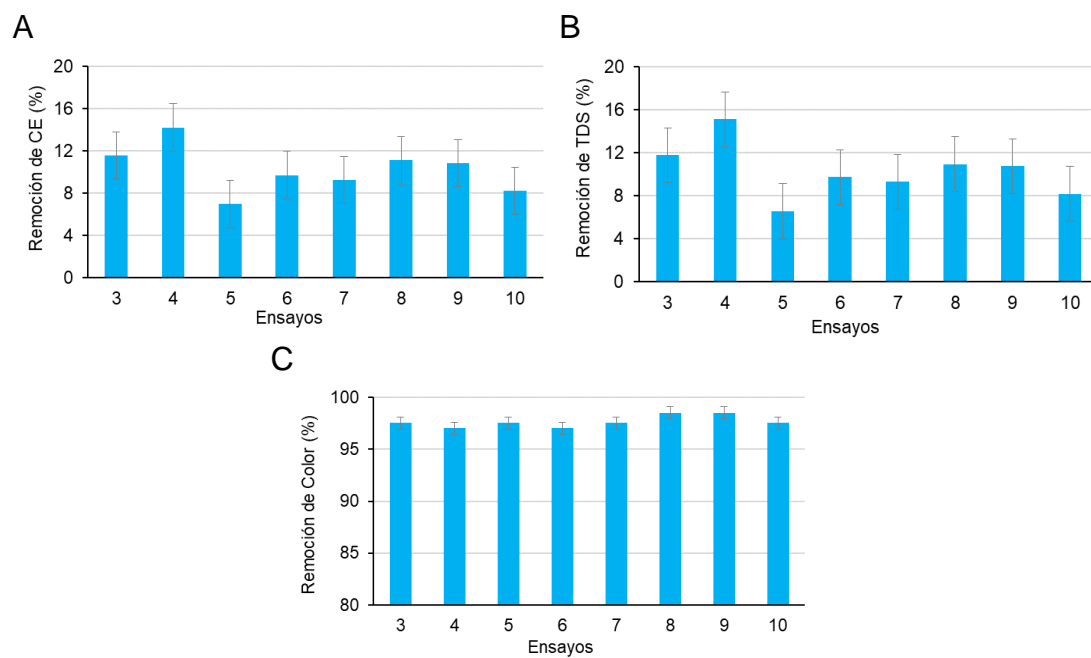 A
Remoción de CE (%)
20
16
12
8
4
0
3 4 5 6 7 8 9 10
Ensayos
B
Remoción de TDS (%)
20
16
12
8
4
0
3 4 5 6 7 8 9 10
Ensayos
C
Remoción de Color (%)
100
95
90
85
80
3 4 5 6 7 8 9 10
Ensayos